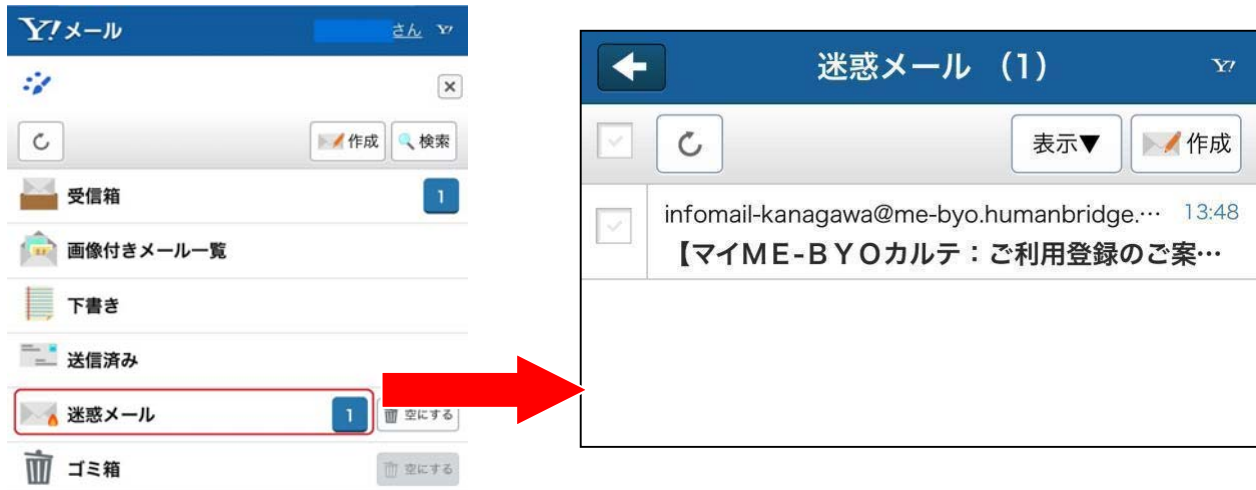 Y!メール さん Y!
作成 検索
受信箱 1
画像付きメール一覧
下書き
送信済み
迷惑メール 1 空にする
ゴミ箱 空にする
迷惑メール (1) Y!
表示▼ 作成
infomail-kanagawa@me-byo.humanbridge.… 13:48
【マイME-BYOカルテ:ご利用登録のご案…